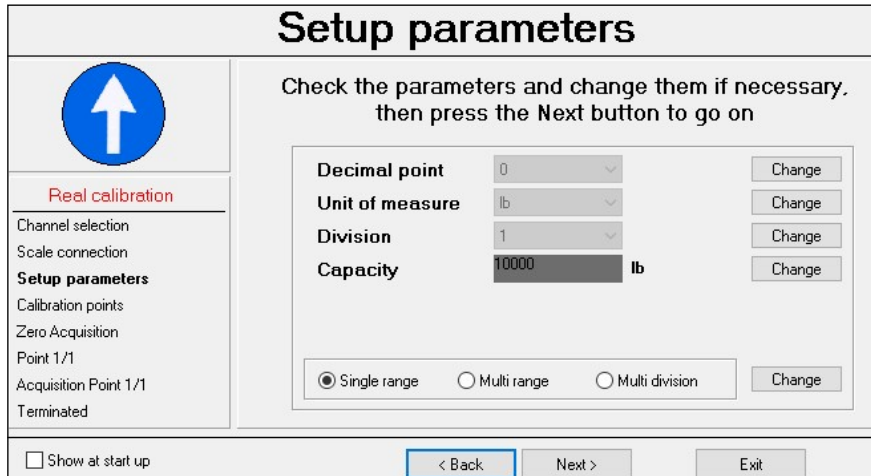 Setup parameters
Check the parameters and change them if necessary,
then press the Next button to go on
Real calibration
Channel selection
Scale connection
Setup parameters
Calibration points
Zero Acquisition
Point 1/1
Acquisition Point 1/1
Terminated
Decimal point 0 Change
Unit of measure lb Change
Division 1 Change
Capacity 10000 lb Change
Single range Multi range Multi division Change
Show at start up < Back Next > Exit